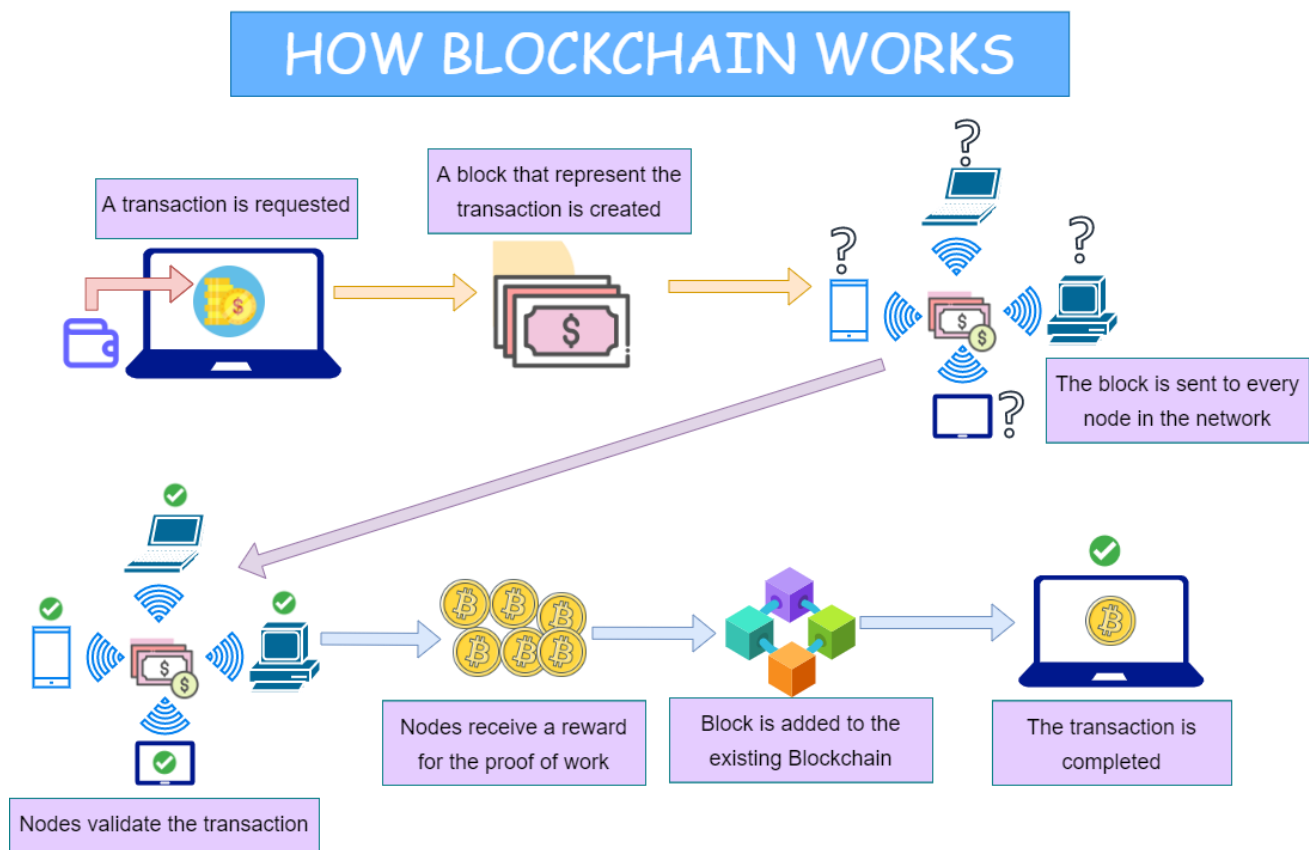 HOW BLOCKCHAIN WORKS
A transaction is requested
A block that represent the
transaction is created
The block is sent to every
node in the network
Nodes validate the transaction
Nodes receive a reward
for the proof of work
Block is added to the
existing Blockchain
The transaction is
completed